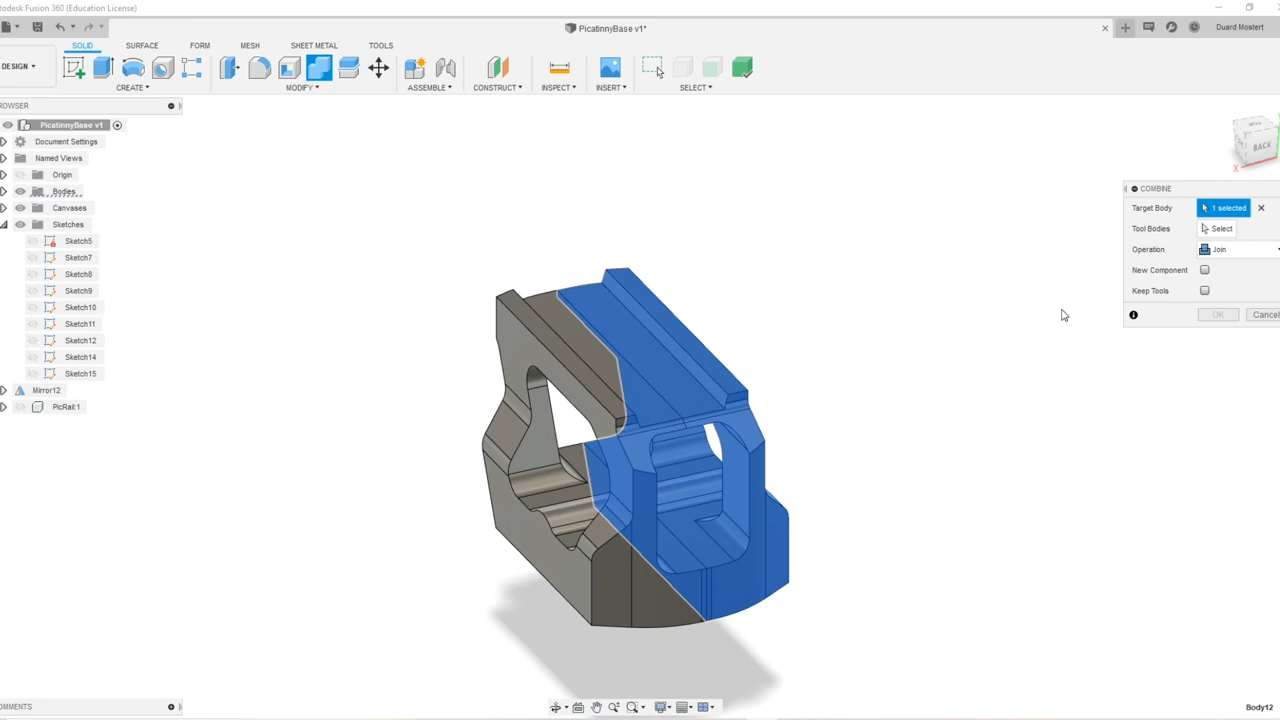 utodesk Fusion 360 (Education License)
PicatinnyBase v1*
Duard Mostert
SOLID SURFACE FORM MESH SHEET METAL TOOLS
DESIGN
CREATE MODIFY ASSEMBLE CONSTRUCT INSPECT INSERT SELECT
ROWSER
PicatinnyBase v1
Document Settings
Named Views
Origin
Bodies
Canvases
Sketches
Sketch5
Sketch7
Sketch8
Sketch9
Sketch10
Sketch11
Sketch12
Sketch14
Sketch15
Mirror12
PicRail:1
BACK
X
COMBINE
Target Body 1 selected
Tool Bodies Select
Operation Join
New Component
Keep Tools
OK Cancel
OMMENTS
Body12